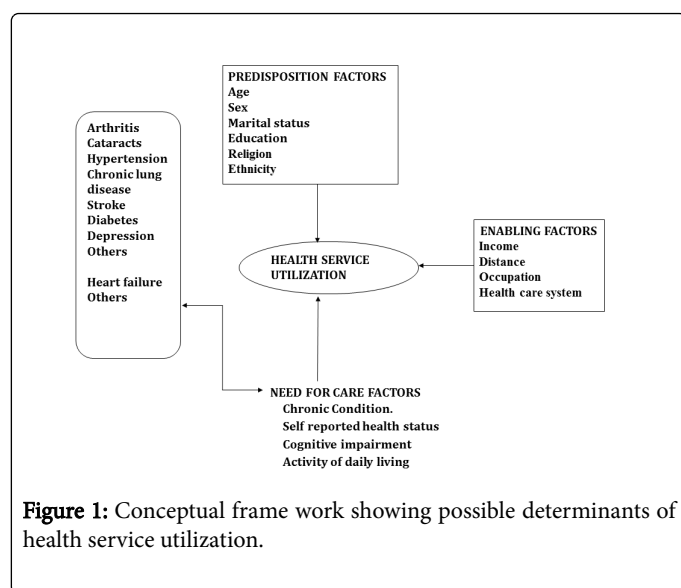 PREDISPOSITION FACTORS
Age
Sex
Marital status
Education
Religion
Ethnicity
Arthritis
Cataracts
Hypertension
Chronic lung
disease
Stroke
Diabetes
Depression
Others
Heart failure
Others
HEALTH SERVICE
UTILIZATION
ENABLING FACTORS
Income
Distance
Occupation
Health care system
NEED FOR CARE FACTORS
Chronic Condition.
Self reported health status
Cognitive impairment
Activity of daily living
Figure 1: Conceptual frame work showing possible determinants of
health service utilization.